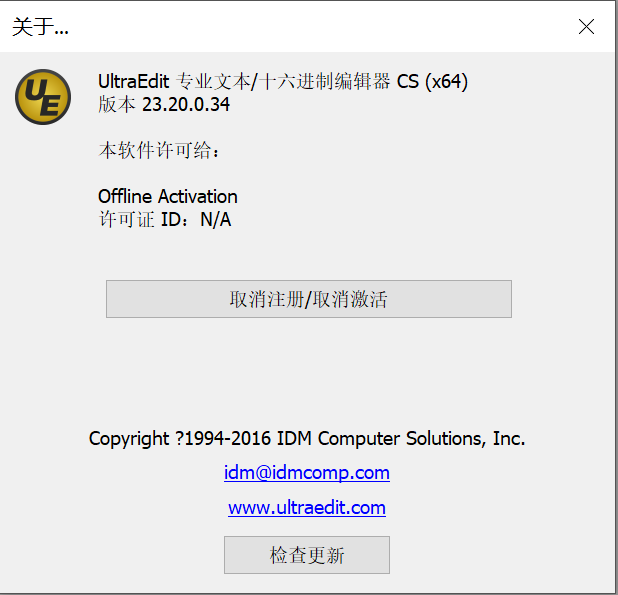 关于...
UE
UltraEdit 专业文本/十六进制编辑器 CS (x64)
版本 23.20.0.34
本软件许可给：
Offline Activation
许可证 ID：N/A
取消注册/取消激活
Copyright ?1994-2016 IDM Computer Solutions, Inc.
idm@idmcomp.com
www.ultraedit.com
检查更新